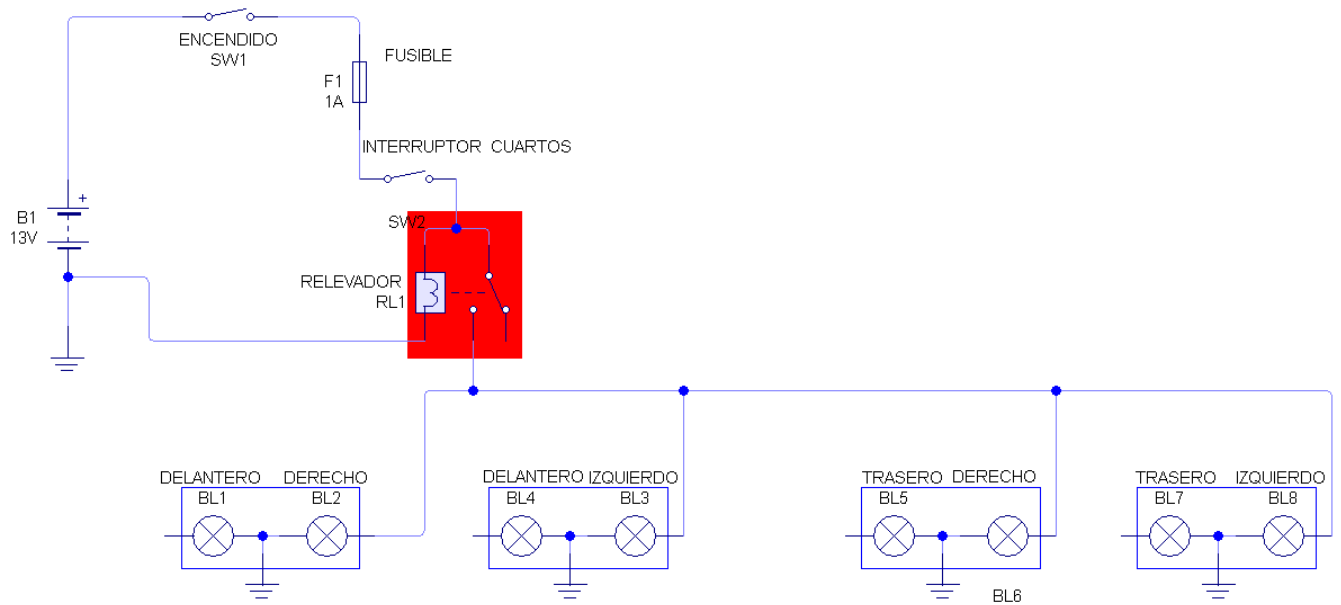 ENCENDIDO
SW1
FUSIBLE
F1
1A
INTERRUPTOR CUARTOS
+
B1
13V
SW2
RELEVADOR
RL1
DELANTERO DERECHO
BL1 BL2
DELANTERO IZQUIERDO
BL4 BL3
TRASERO DERECHO
BL5
BL6
TRASERO IZQUIERDO
BL7 BL8